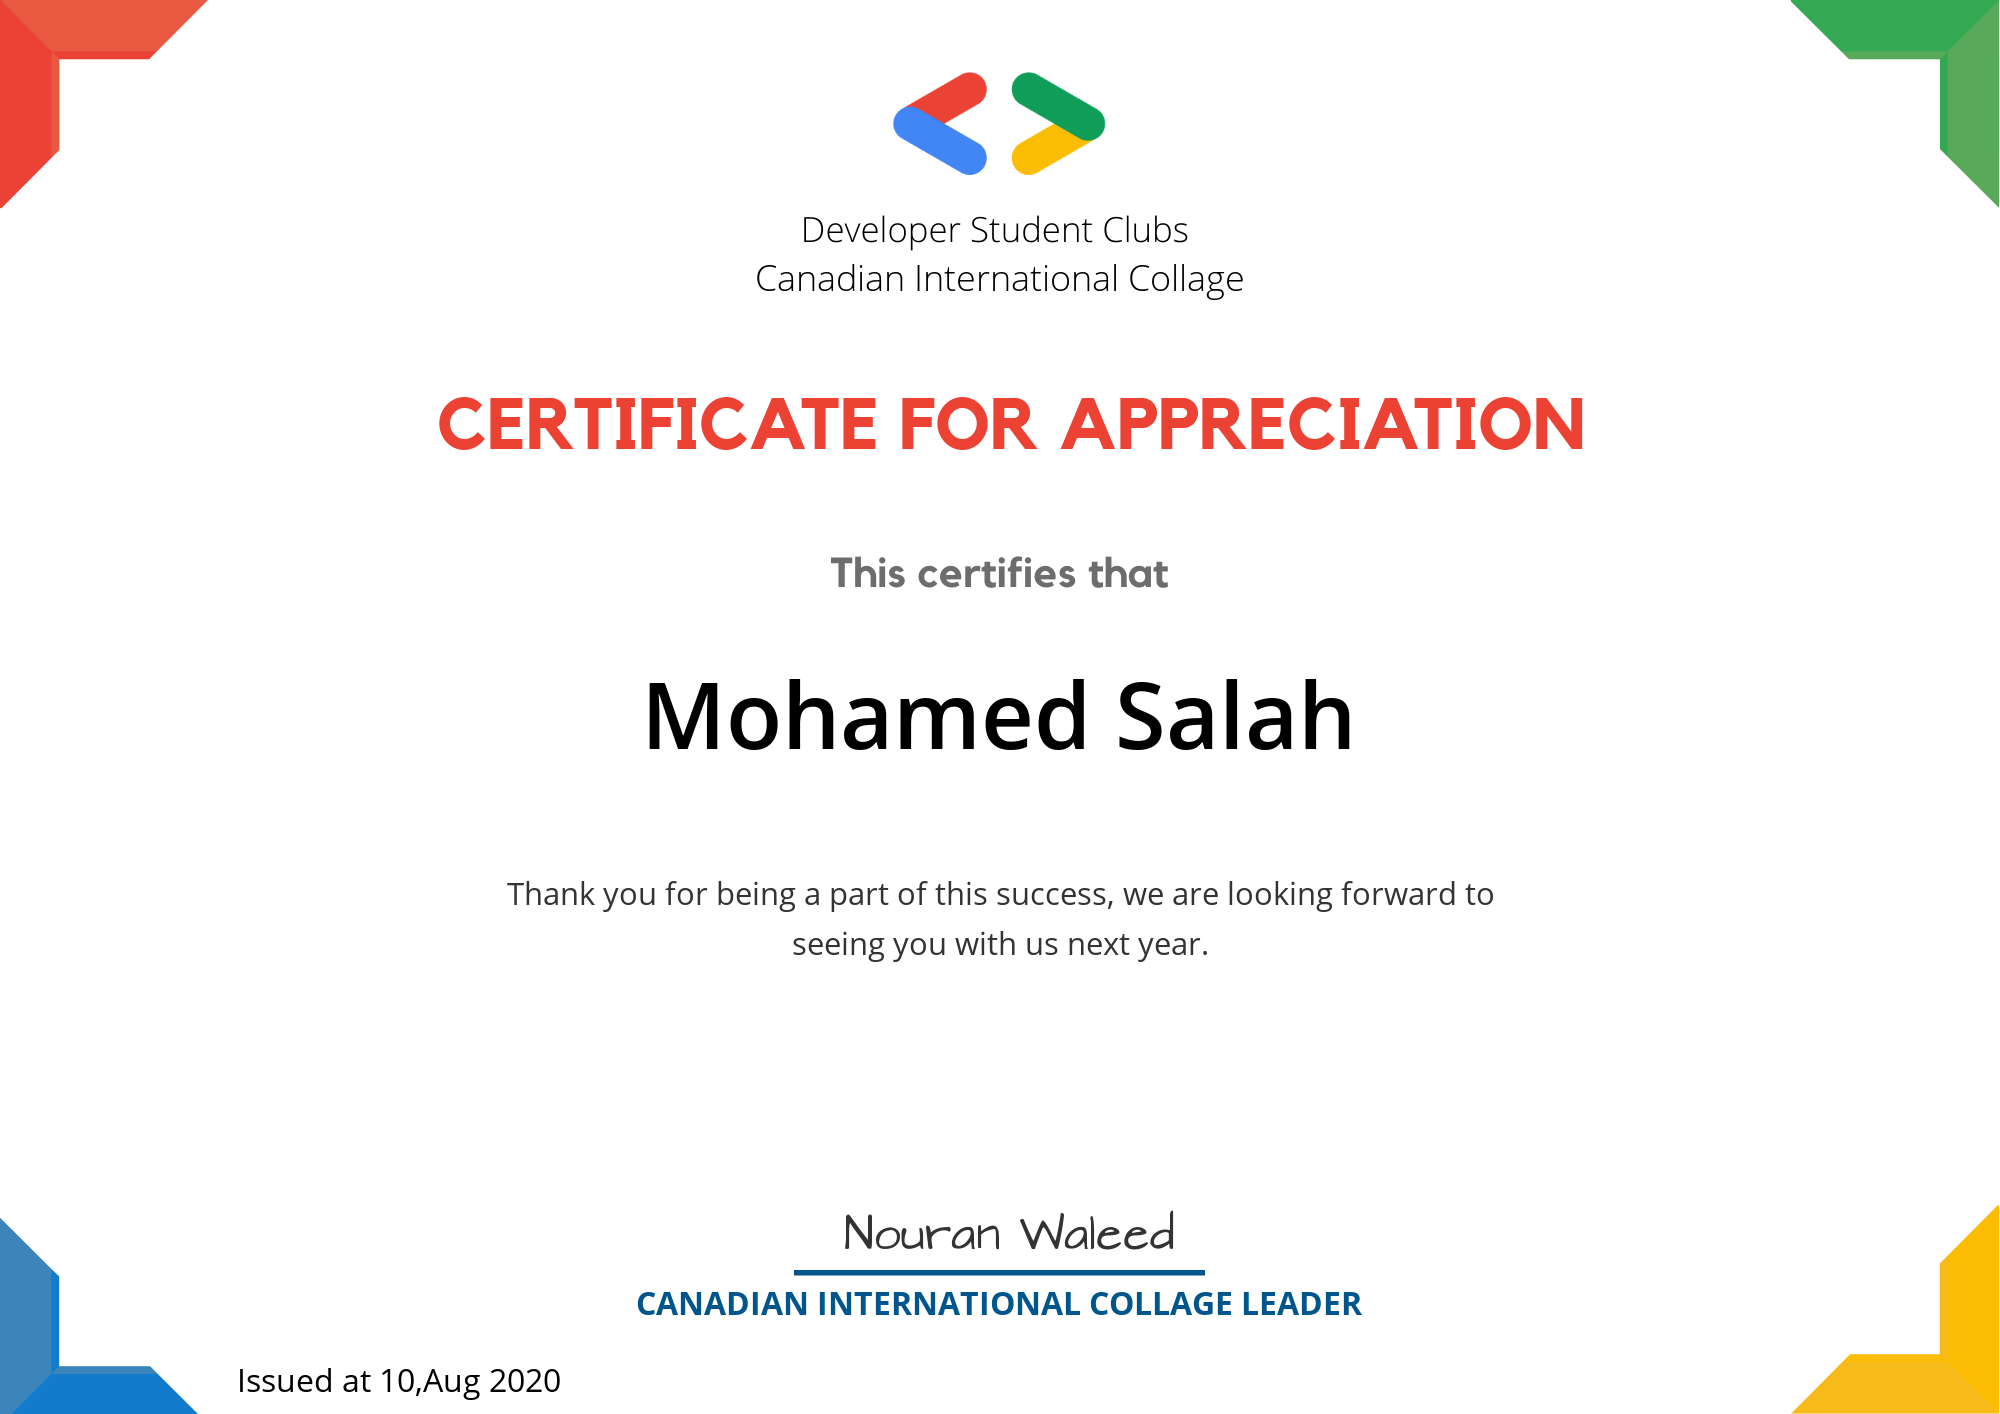 Developer Student Clubs
Canadian International Collage
CERTIFICATE FOR APPRECIATION
This certifies that
Mohamed Salah
Thank you for being a part of this success, we are looking forward to
seeing you with us next year.
Nouran Waleed
CANADIAN INTERNATIONAL COLLAGE LEADER
Issued at 10,Aug 2020